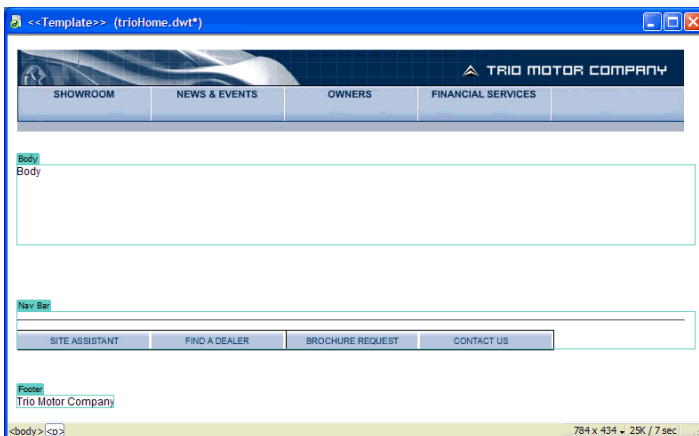 <<Template>> (trioHome.dwt*)
TRIO MOTOR COMPANY
SHOWROOM NEWS & EVENTS OWNERS FINANCIAL SERVICES
Body
Body
Nav Bar
SITE ASSISTANT FIND A DEALER BROCHURE REQUEST CONTACT US
Footer
Trio Motor Company
<body> <p> 784 x 434 25K / 7 sec